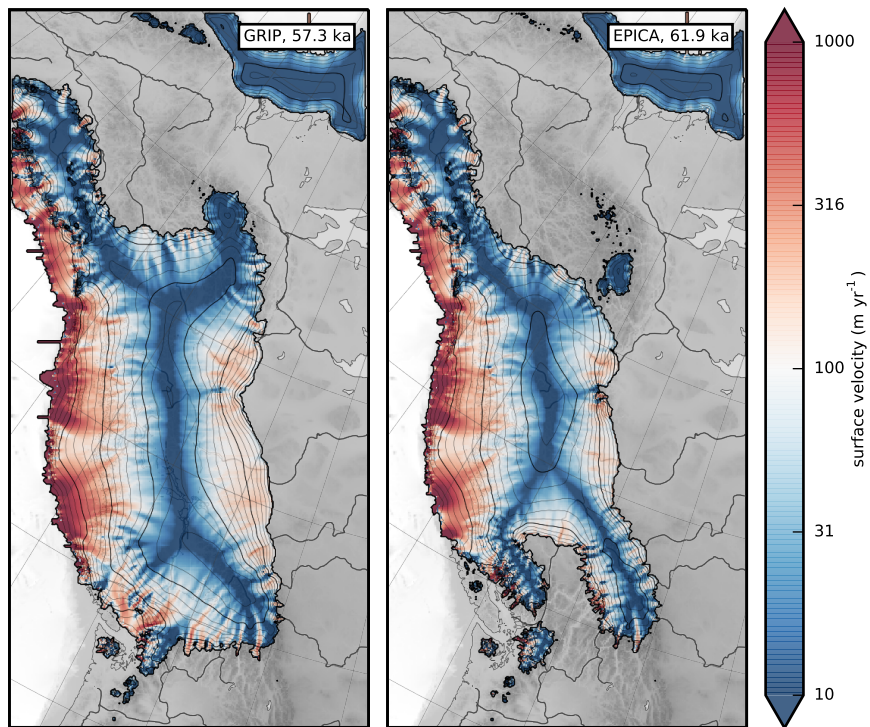 GRIP, 57.3 ka
EPICA, 61.9 ka
1000
316
100
31
10
surface velocity (m yr⁻¹ )